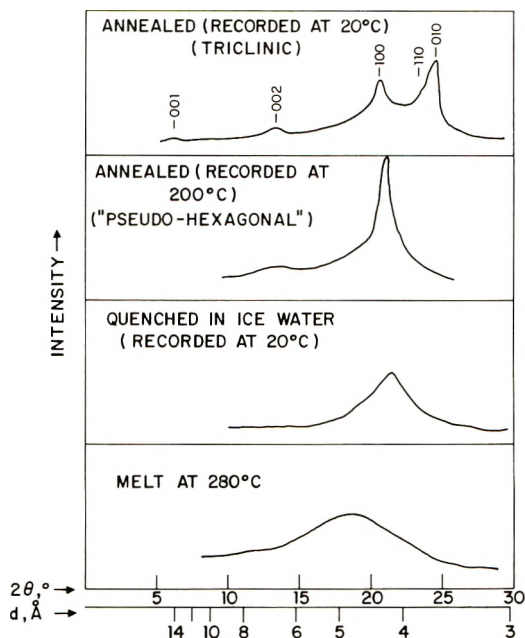 ANNEALED (RECORDED AT 20°C)
(TRICLINIC)
-001
-002
-100
-110
-010
ANNEALED (RECORDED AT
200°C)
("PSEUDO-HEXAGONAL")
INTENSITY →
QUENCHED IN ICE WATER
(RECORDED AT 20°C)
MELT AT 280°C
2θ,° → 5 10 15 20 25 30
d,Å → 14 10 8 6 5 4 3